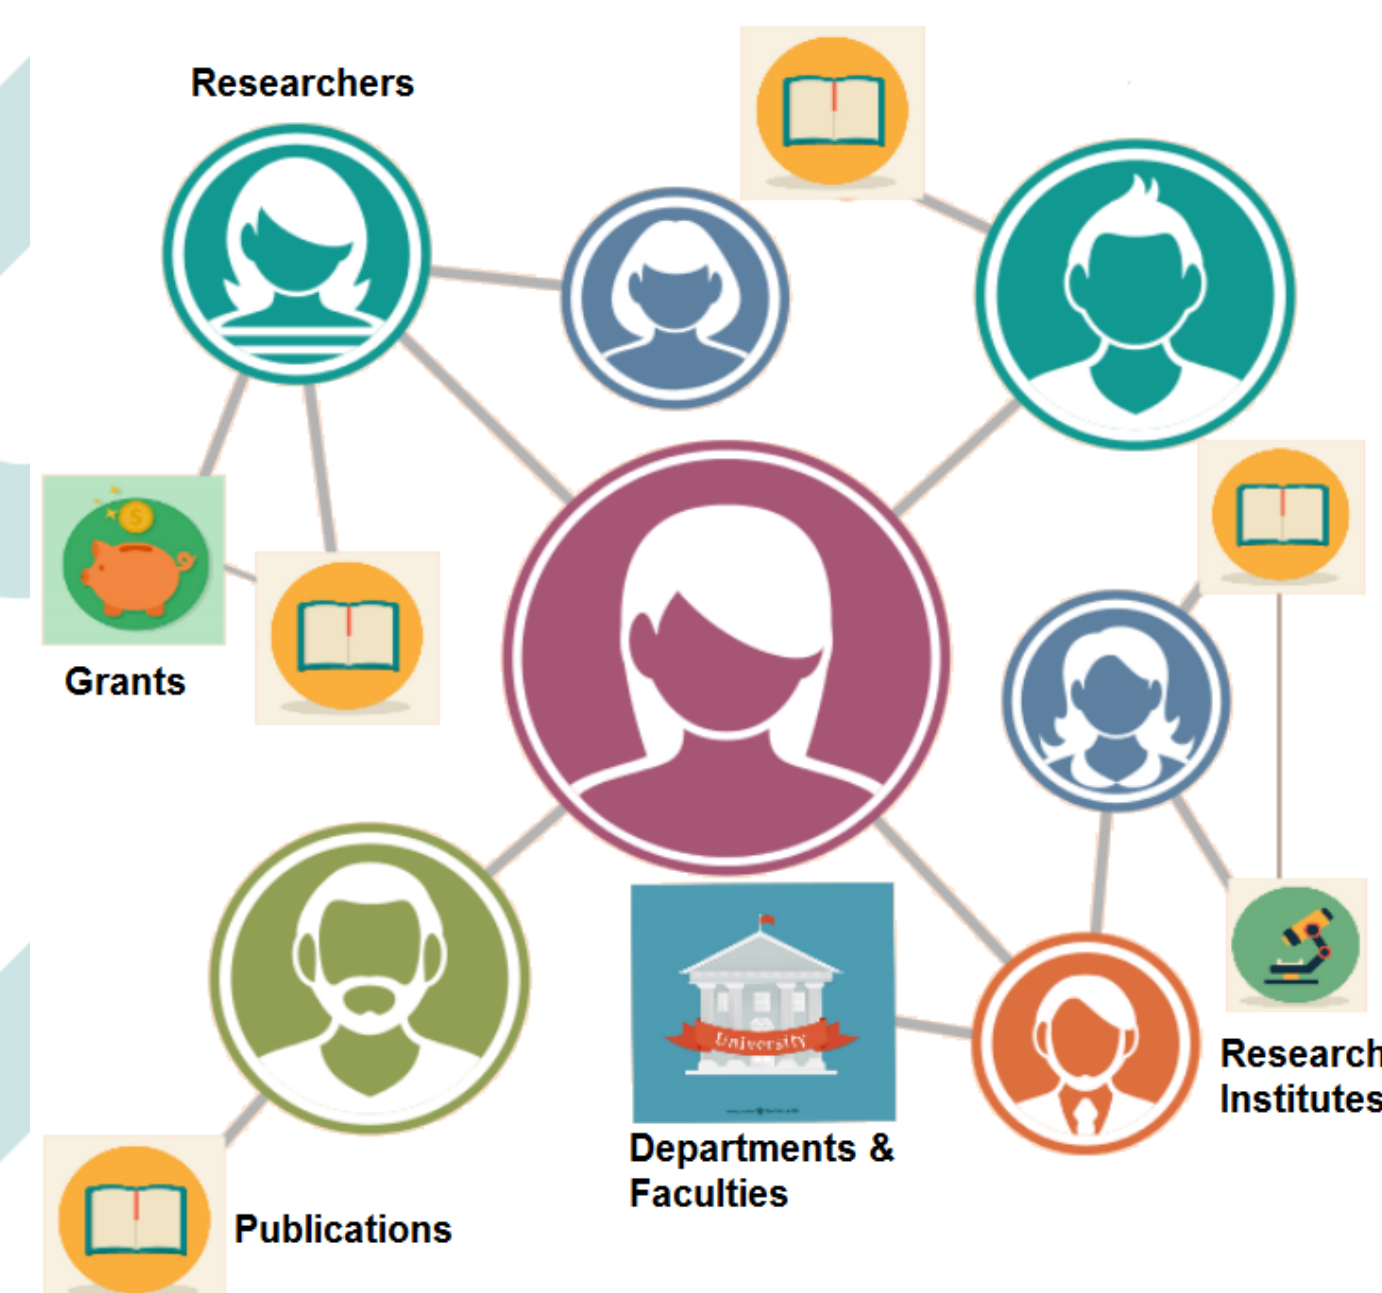 Researchers
Grants
University
Departments &
Faculties
Research
Institutes
Publications